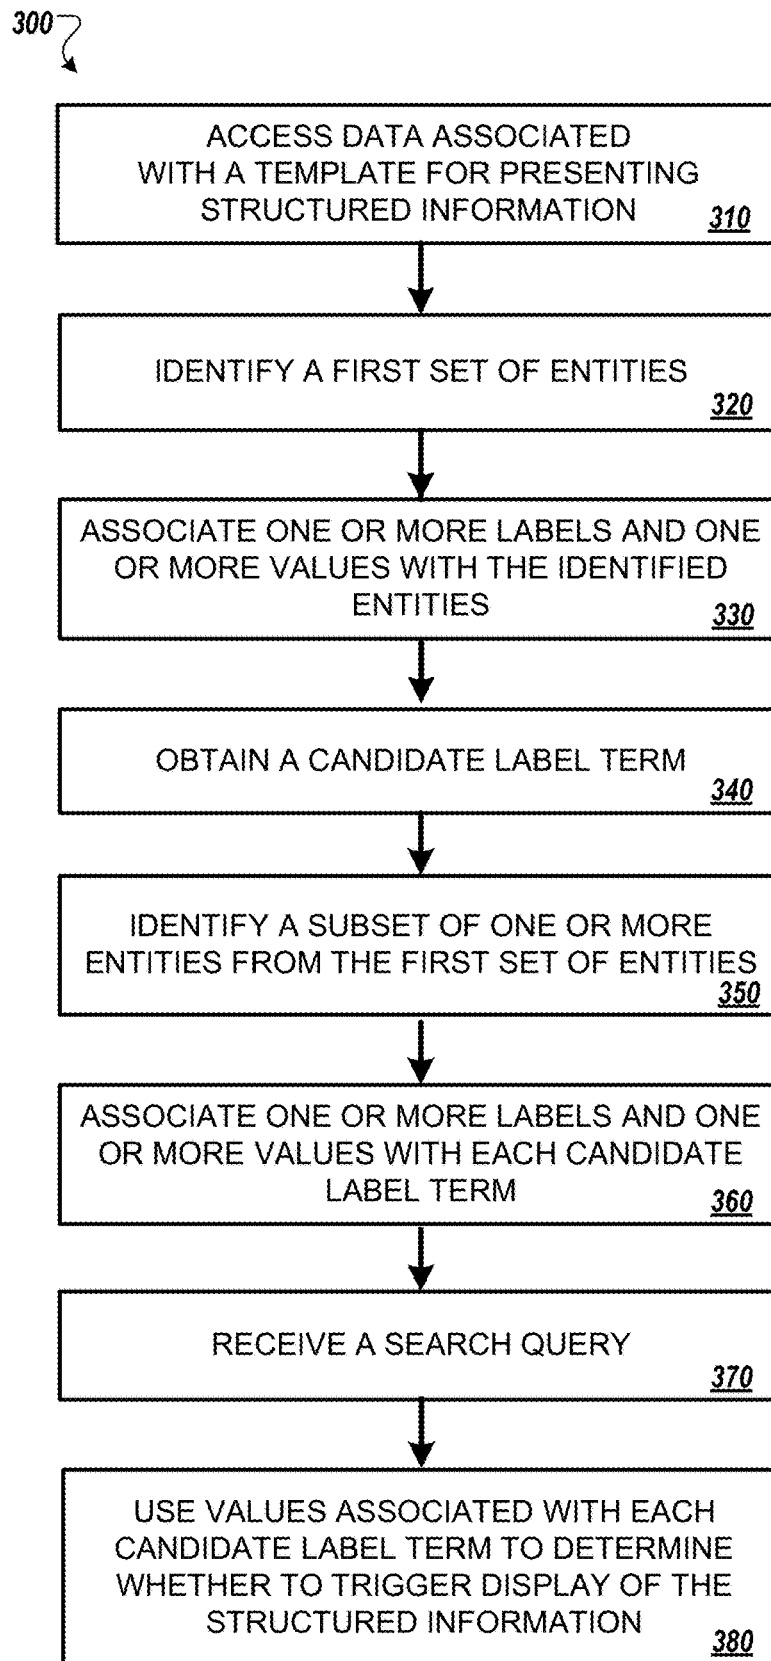 300
ACCESS DATA ASSOCIATED
WITH A TEMPLATE FOR PRESENTING
STRUCTURED INFORMATION
310
IDENTIFY A FIRST SET OF ENTITIES
320
ASSOCIATE ONE OR MORE LABELS AND ONE
OR MORE VALUES WITH THE IDENTIFIED
ENTITIES
330
OBTAIN A CANDIDATE LABEL TERM
340
IDENTIFY A SUBSET OF ONE OR MORE
ENTITIES FROM THE FIRST SET OF ENTITIES
350
ASSOCIATE ONE OR MORE LABELS AND ONE
OR MORE VALUES WITH EACH CANDIDATE
LABEL TERM
360
RECEIVE A SEARCH QUERY
370
USE VALUES ASSOCIATED WITH EACH
CANDIDATE LABEL TERM TO DETERMINE
WHETHER TO TRIGGER DISPLAY OF THE
STRUCTURED INFORMATION
380